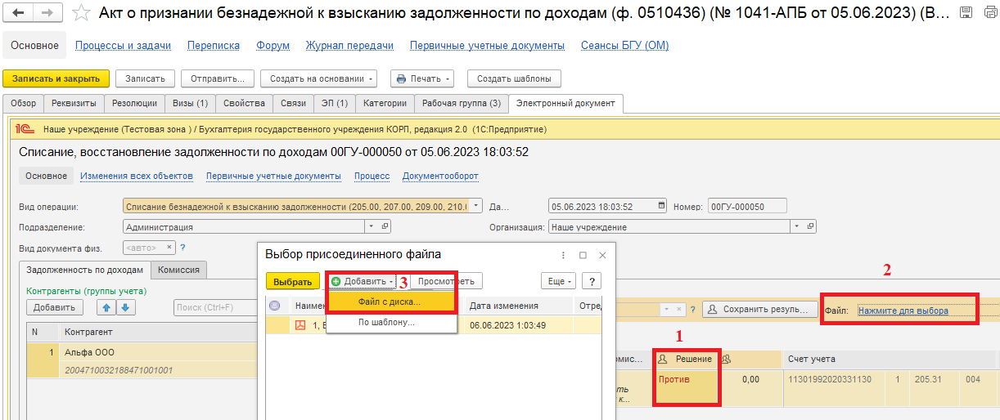 Акт о признании безнадежной к взысканию задолженности по доходам (ф. 0510436) (№ 1041-АПБ от 05.06.2023) (В...
Основное Процессы и задачи Переписка Форум Журнал передачи Первичные учетные документы Сеансы БГУ (ОМ)
Записать и закрыть Записать Отправить... Создать на основании Печать Создать шаблоны
Обзор Реквизиты Резолюции Визы (1) Свойства Связи ЭП (1) Категории Рабочая группа (3) Электронный документ
1С Наше учреждение (Тестовая зона ) / Бухгалтерия государственного учреждения КОРП, редакция 2.0 (1С:Предприятие)
Списание, восстановление задолженности по доходам 00ГУ-000050 от 05.06.2023 18:03:52
Основное Изменения всех объектов Первичные учетные документы Процесс Документооборот
Вид операции: Списание безнадежной к взысканию задолженности (205.00, 207.00, 209.00, 210.( Да... 05.06.2023 18:03:52 Номер: 00ГУ-000050
Подразделение: Администрация Организация: Наше учреждение
Вид документа физ. <авто> × ?
Выбор присоединенного файла
Задолженность по доходам Комиссия
2
Выбрать Добавить 3 Просмотреть Еще ?
Контрагенты (группы учета)
Файл с диска...
Добавить Поиск (Ctrl+F) × ? Сохранить резуль... Файл: Нажмите для выбора
Наимен Дата изменения Отред
По шаблону...
1, В 06.06.2023 1:03:49
1
N Контрагент омис... Решение Счет учета
1 Альфа ООО Против 0,00 11301992020331130 1 205.31 004
2004710032188471001001 ть
к...